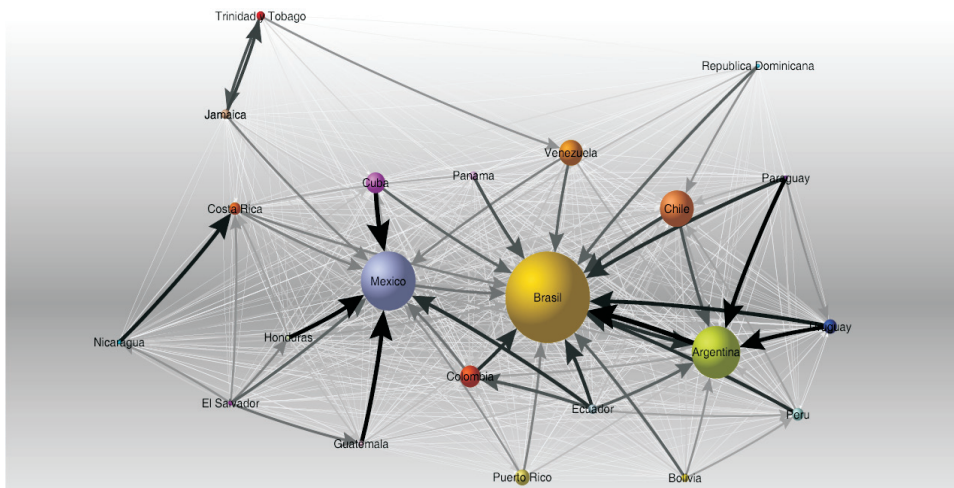 Trinidad y Tobago
Republica Dominicana
Jamaica
Venezuela
Cuba
Panama
Paraguay
Costa Rica
Chile
Mexico
Brasil
Uruguay
Honduras
Nicaragua
Argentina
Colombia
El Salvador
Ecuador
Peru
Guatemala
Puerto Rico
Bolivia